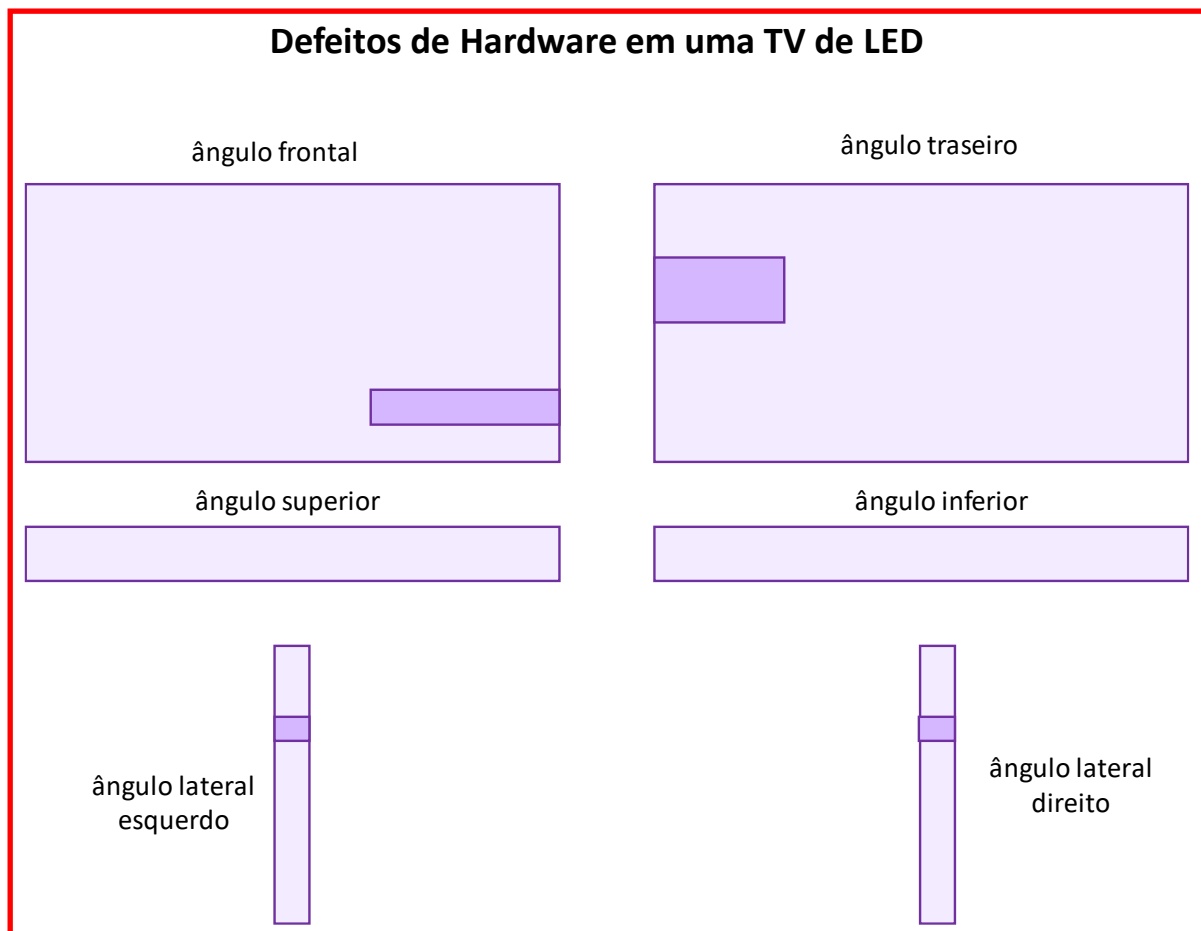 Defeitos de Hardware em uma TV de LED
ângulo frontal
ângulo traseiro
ângulo superior
ângulo inferior
ângulo lateral
esquerdo
ângulo lateral
direito